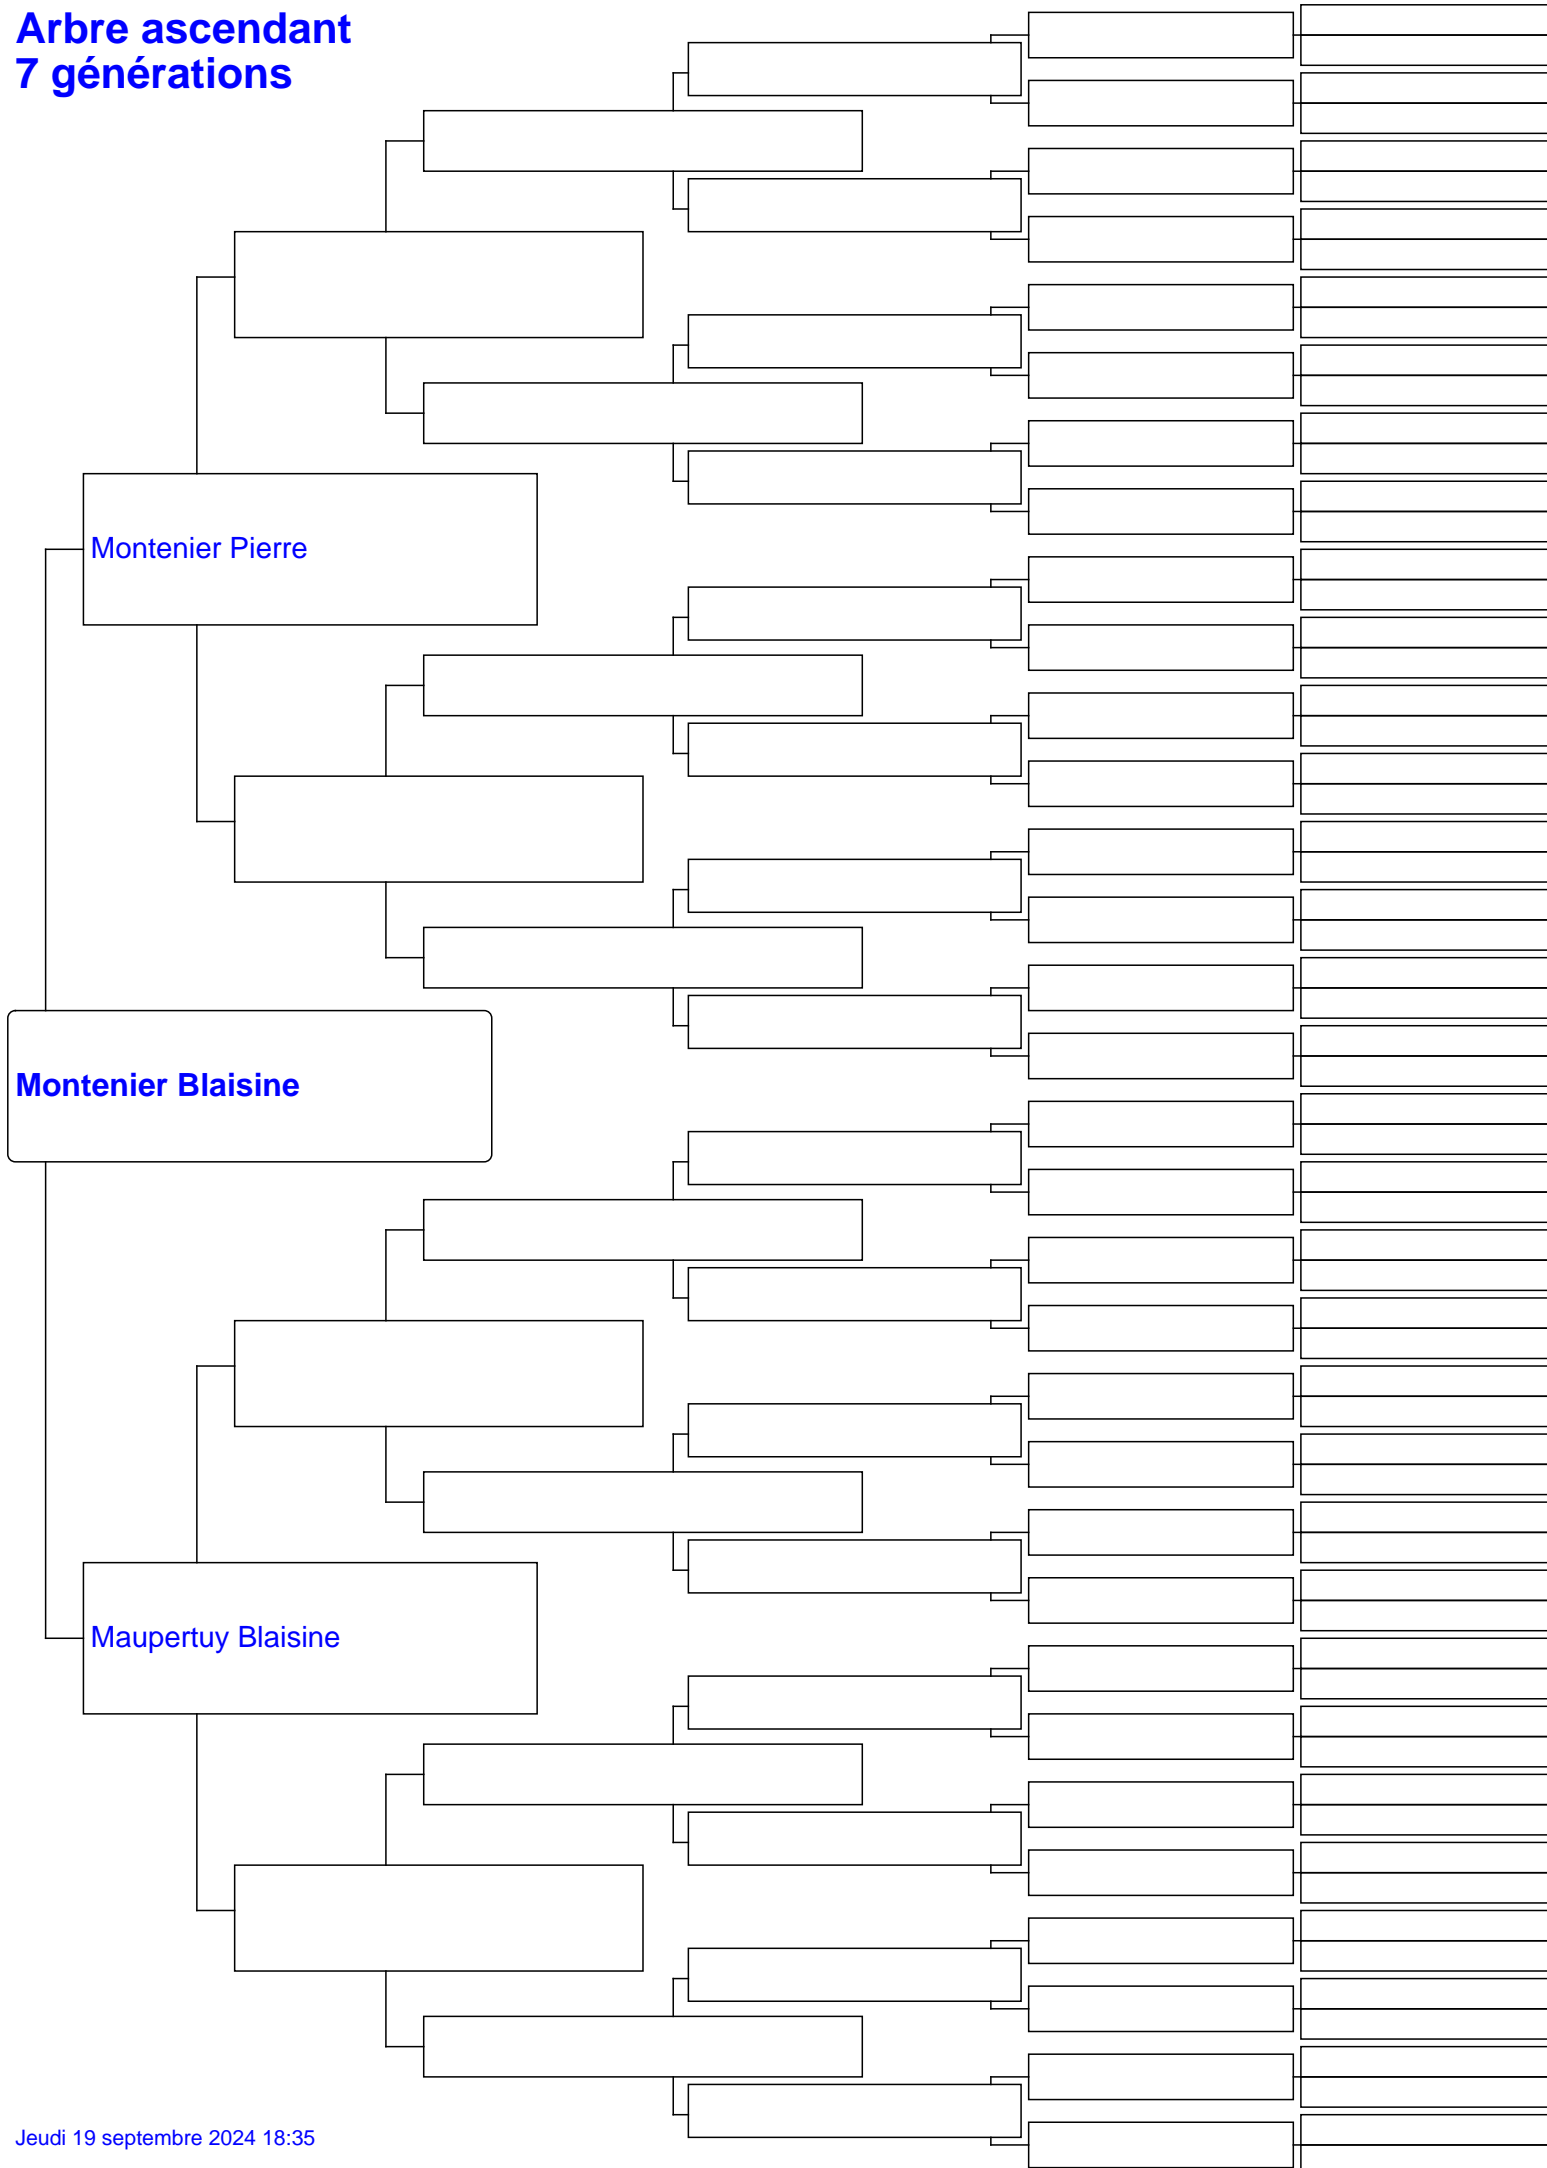 Arbre ascendant
7 générations
Montenier Pierre
Montenier Blaisine
Maupertuy Blaisine
Jeudi 19 septembre 2024 18:35